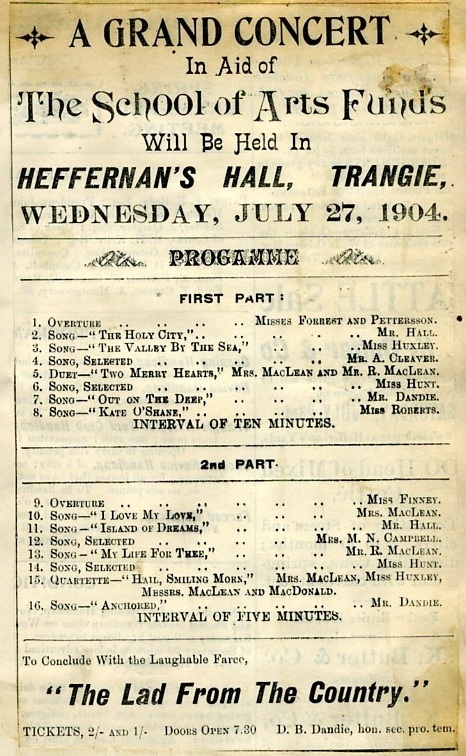 A GRAND CONCERT
In Aid of
The School of Arts Funds
Will Be Held In
HEFFERNAN'S HALL, TRANGIE,
WEDNESDAY, JULY 27, 1904.
PROGAMME
FIRST PART:
1. Overture .. .. .. .. Misses Forrest and Pettersson.
2. Song—"The Holy City,".. .. .. .. .. Mr. Hall.
3. Song—"The Valley By The Sea," .. .. .. ..Miss Huxley.
4. Song, Selected .. .. .. .. .. Mr. A. Cleaver.
5. Duet—"Two Merry Hearts," Mrs. MacLean and Mr. R. MacLean.
6. Song, Selected .. .. .. .. .. Miss Hunt.
7. Song—"Out on The Deep," .. .. .. .. Mr. Dandie.
8. Song—"Kate O'Shane," .. .. .. .. .. Miss Roberts.
INTERVAL OF TEN MINUTES.
2nd PART.
9. Overture .. .. .. .. .. .. Miss Finney.
10. Song—"I Love My Love," .. .. .. .. Mrs. MacLean.
11. Song—"Island of Dreams," .. .. .. .. Mr. Hall.
12. Song, Selected .. .. .. .. Mrs. M. N. Campbell.
13. Song—"My Life For Thee," .. .. .. Mr. R. MacLean.
14. Song, Selected .. .. .. .. .. .. Miss Hunt.
15. Quartette—"Hail, Smiling Morn," Mrs. MacLean, Miss Huxley,
Messrs. MacLean and MacDonald.
16. Song—"Anchored," .. .. .. .. .. Mr. Dandie.
INTERVAL OF FIVE MINUTES.
To Conclude With the Laughable Farce,
"The Lad From The Country."
TICKETS, 2/- AND 1/- Doors Open 7.30 D. B. Dandie, hon. sec. pro. tem.